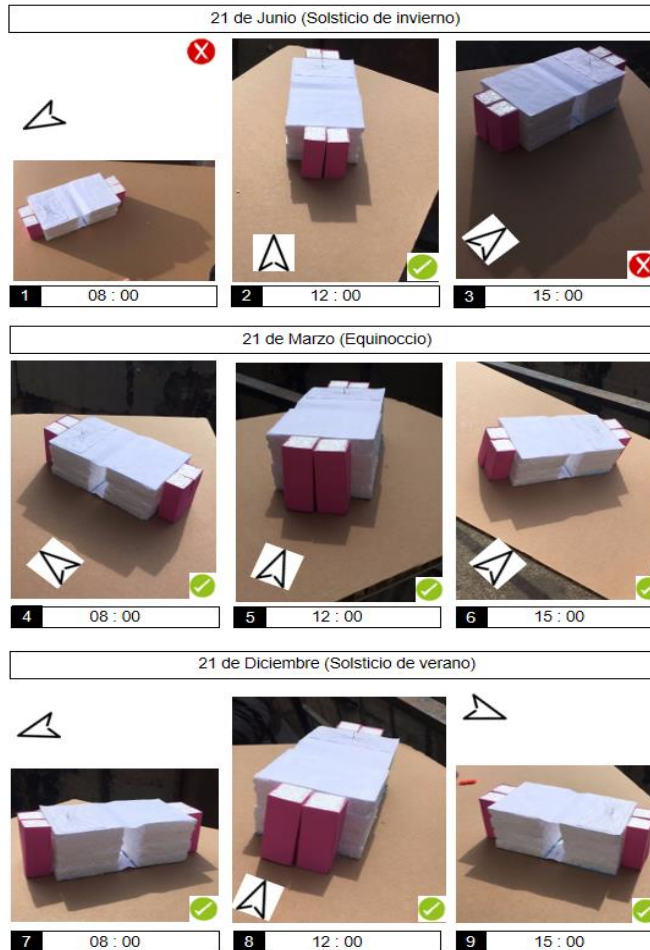 21 de Junio (Solsticio de invierno)
1 08 : 00
2 12 : 00
3 15 : 00
21 de Marzo (Equinoccio)
4 08 : 00
5 12 : 00
6 15 : 00
21 de Diciembre (Solsticio de verano)
7 08 : 00
8 12 : 00
9 15 : 00